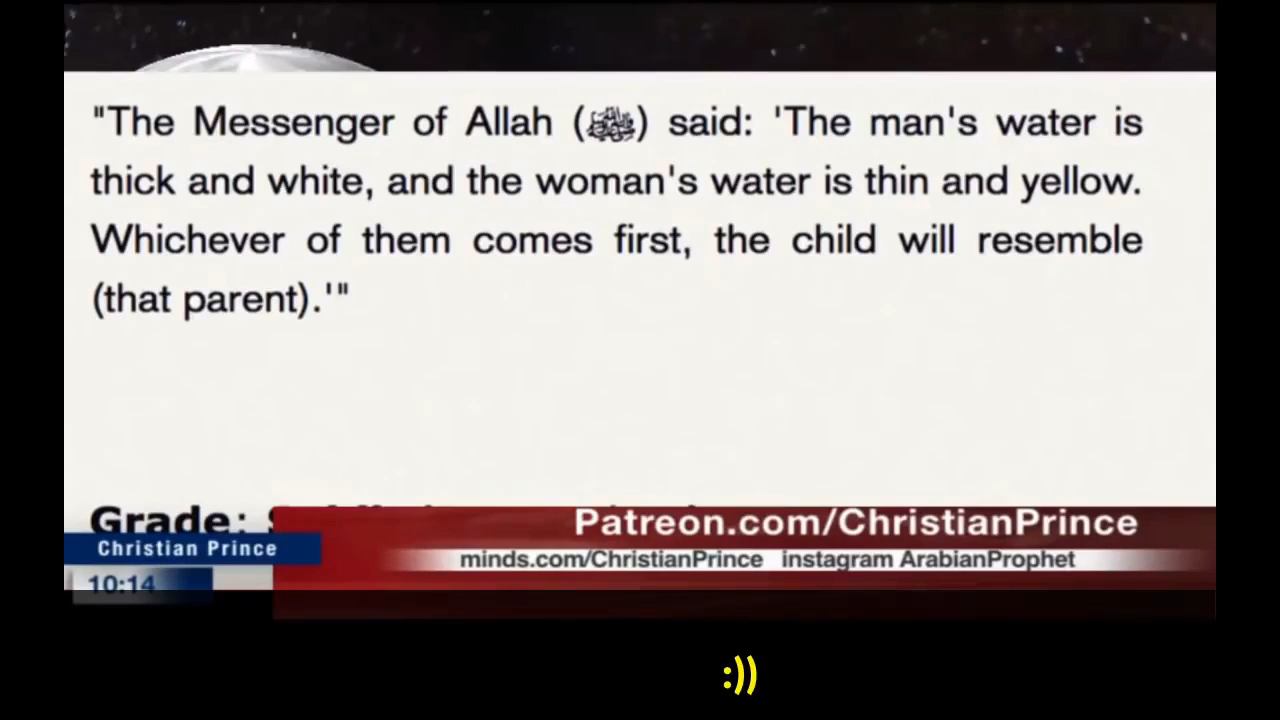 "The Messenger of Allah (ﷺ) said: 'The man's water is
thick and white, and the woman's water is thin and yellow.
Whichever of them comes first, the child will resemble
(that parent).'"
Grade:
Patreon.com/ChristianPrince
Christian Prince
minds.com/ChristianPrince instagram ArabianProphet
10:14
:))